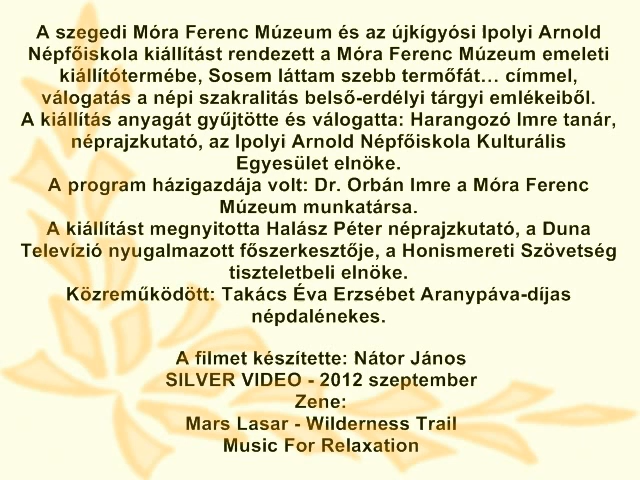 A szegedi Móra Ferenc Múzeum és az újkígyósi Ipolyi Arnold
Népfőiskola kiállítást rendezett a Móra Ferenc Múzeum emeleti
kiállítótermébe, Sosem láttam szebb termőfát... címmel,
válogatás a népi szakralitás belső-erdélyi tárgyi emlékeiből.
A kiállítás anyagát gyűjtötte és válogatta: Harangozó Imre tanár,
néprajzkutató, az Ipolyi Arnold Népfőiskola Kulturális
Egyesület elnöke.
A program házigazdája volt: Dr. Orbán Imre a Móra Ferenc
Múzeum munkatársa.
A kiállítást megnyitotta Halász Péter néprajzkutató, a Duna
Televízió nyugalmazott főszerkesztője, a Honismereti Szövetség
tiszteletbeli elnöke.
Közreműködött: Takács Éva Erzsébet Aranypáva-díjas
népdalénekes.
A filmet készítette: Nátor János
SILVER VIDEO - 2012 szeptember
Zene:
Mars Lasar - Wilderness Trail
Music For Relaxation